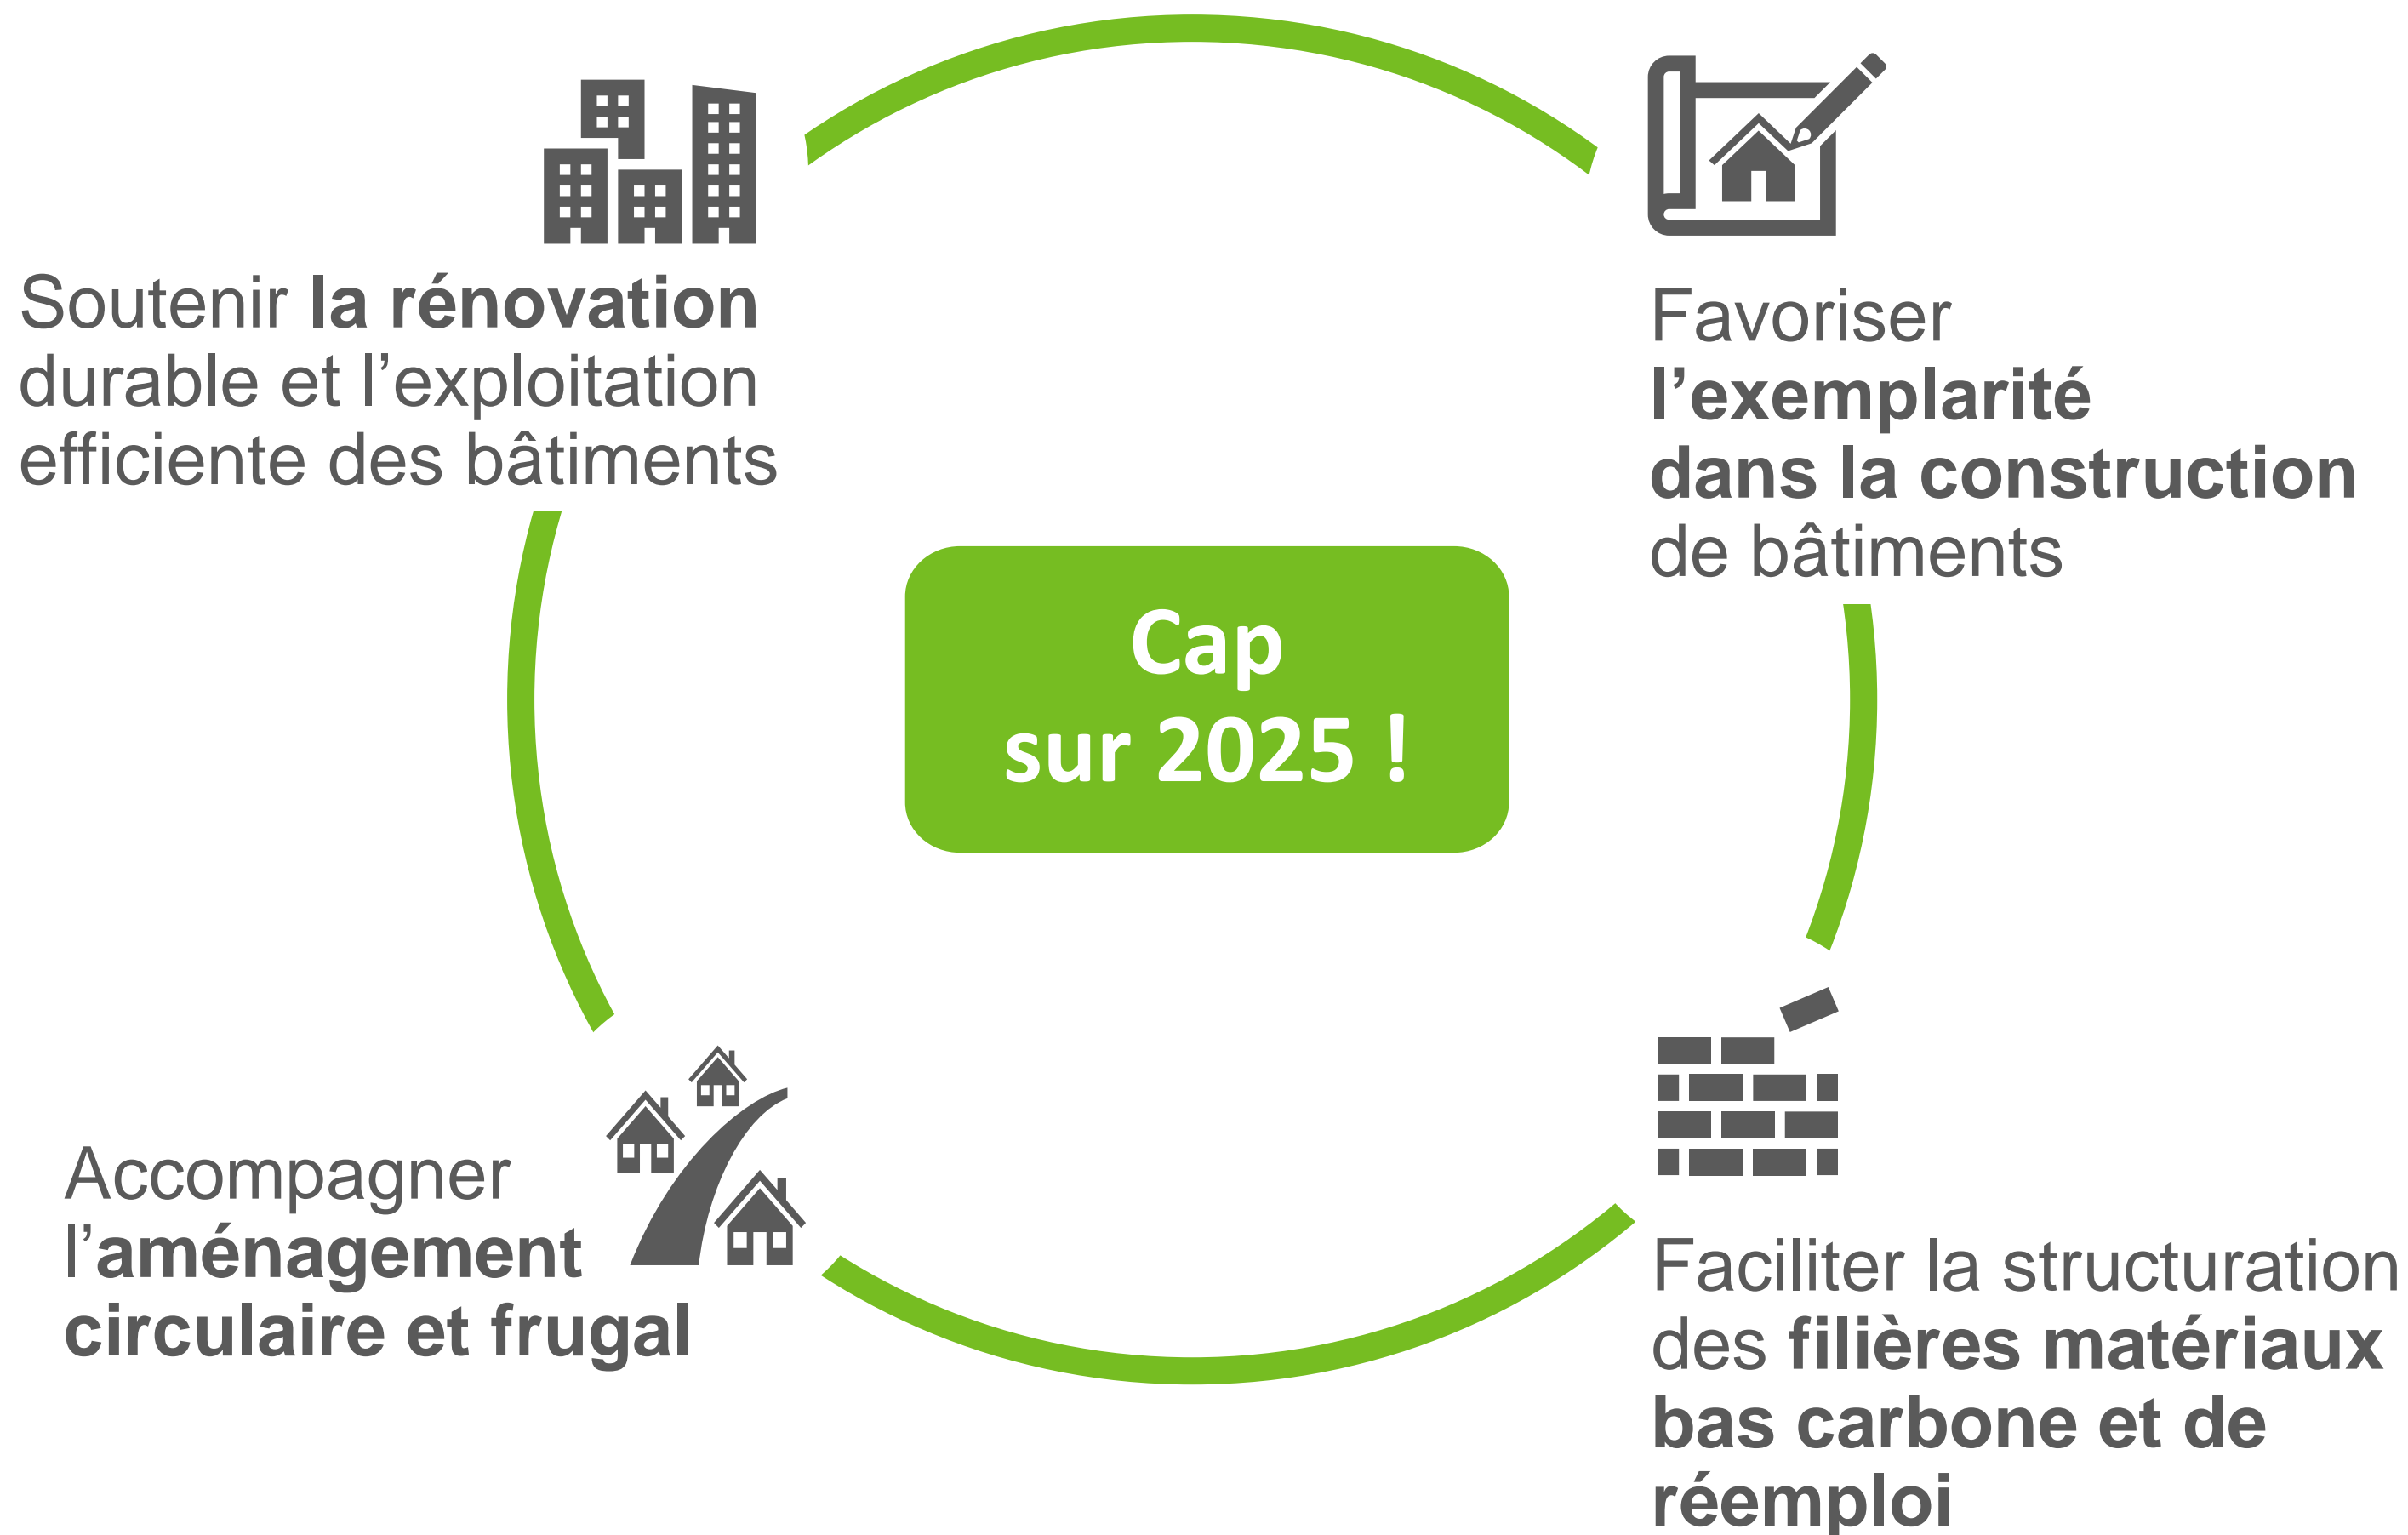 Soutenir la rénovation
durable et l'exploitation
efficiente des bâtiments
Favoriser
l'exemplarité
dans la construction
de bâtiments
Cap
sur 2025 !
Accompagner
l'aménagement
circulaire et frugal
Faciliter la structuration
des filières matériaux
bas carbone et de
réemploi